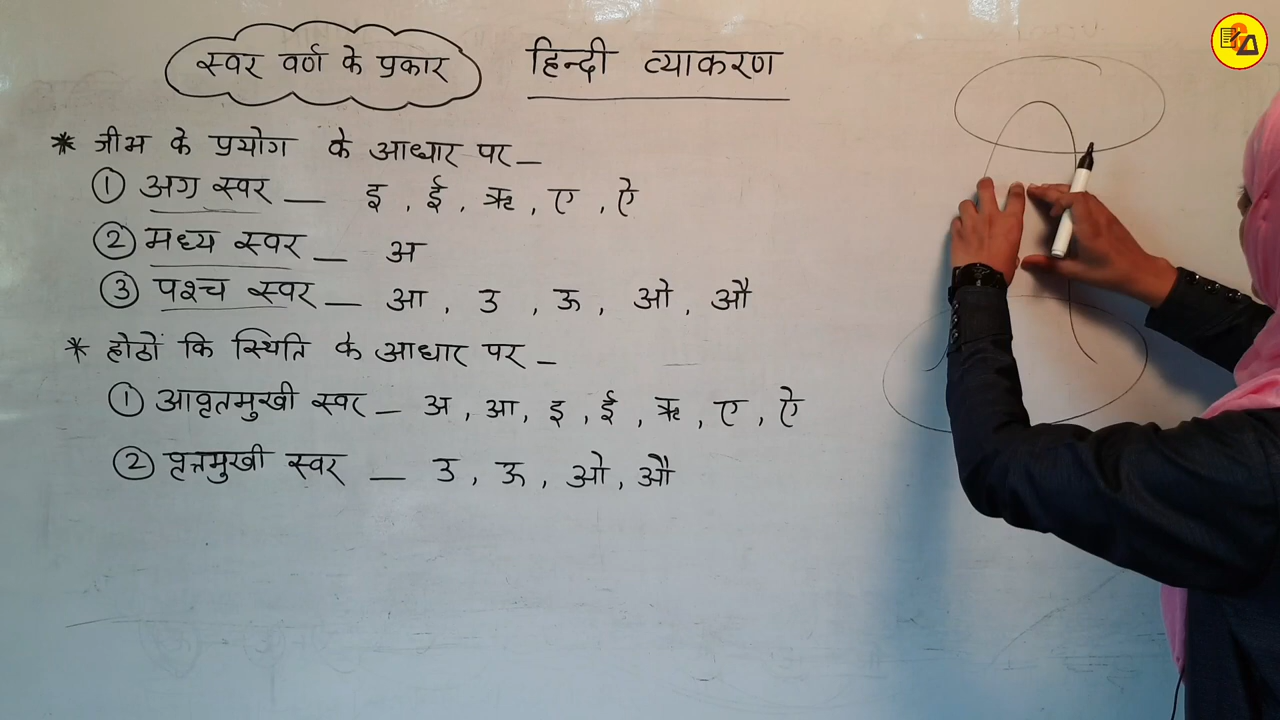 स्वर वर्ण के प्रकार हिन्दी व्याकरण
* जीभ के प्रयोग के आधार पर –
① अग्र स्वर — इ , ई , ऋ , ए , ऐ
② मध्य स्वर — अ
③ पश्च स्वर — आ , उ , ऊ , ओ , औ
* होठों कि स्थिति के आधार पर –
① आवृतमुखी स्वर – अ , आ , इ , ई , ऋ , ए , ऐ
② वृत्तमुखी स्वर — उ , ऊ , ओ , औ